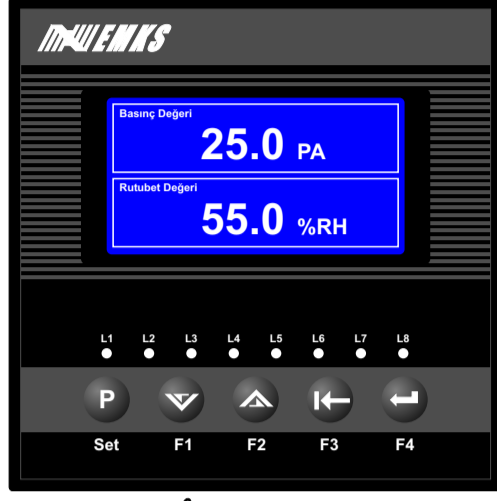 EMKS
Basınç Değeri
25.0 PA
Rutubet Değeri
55.0 %RH
L1 L2 L3 L4 L5 L6 L7 L8
P
Set F1 F2 F3 F4